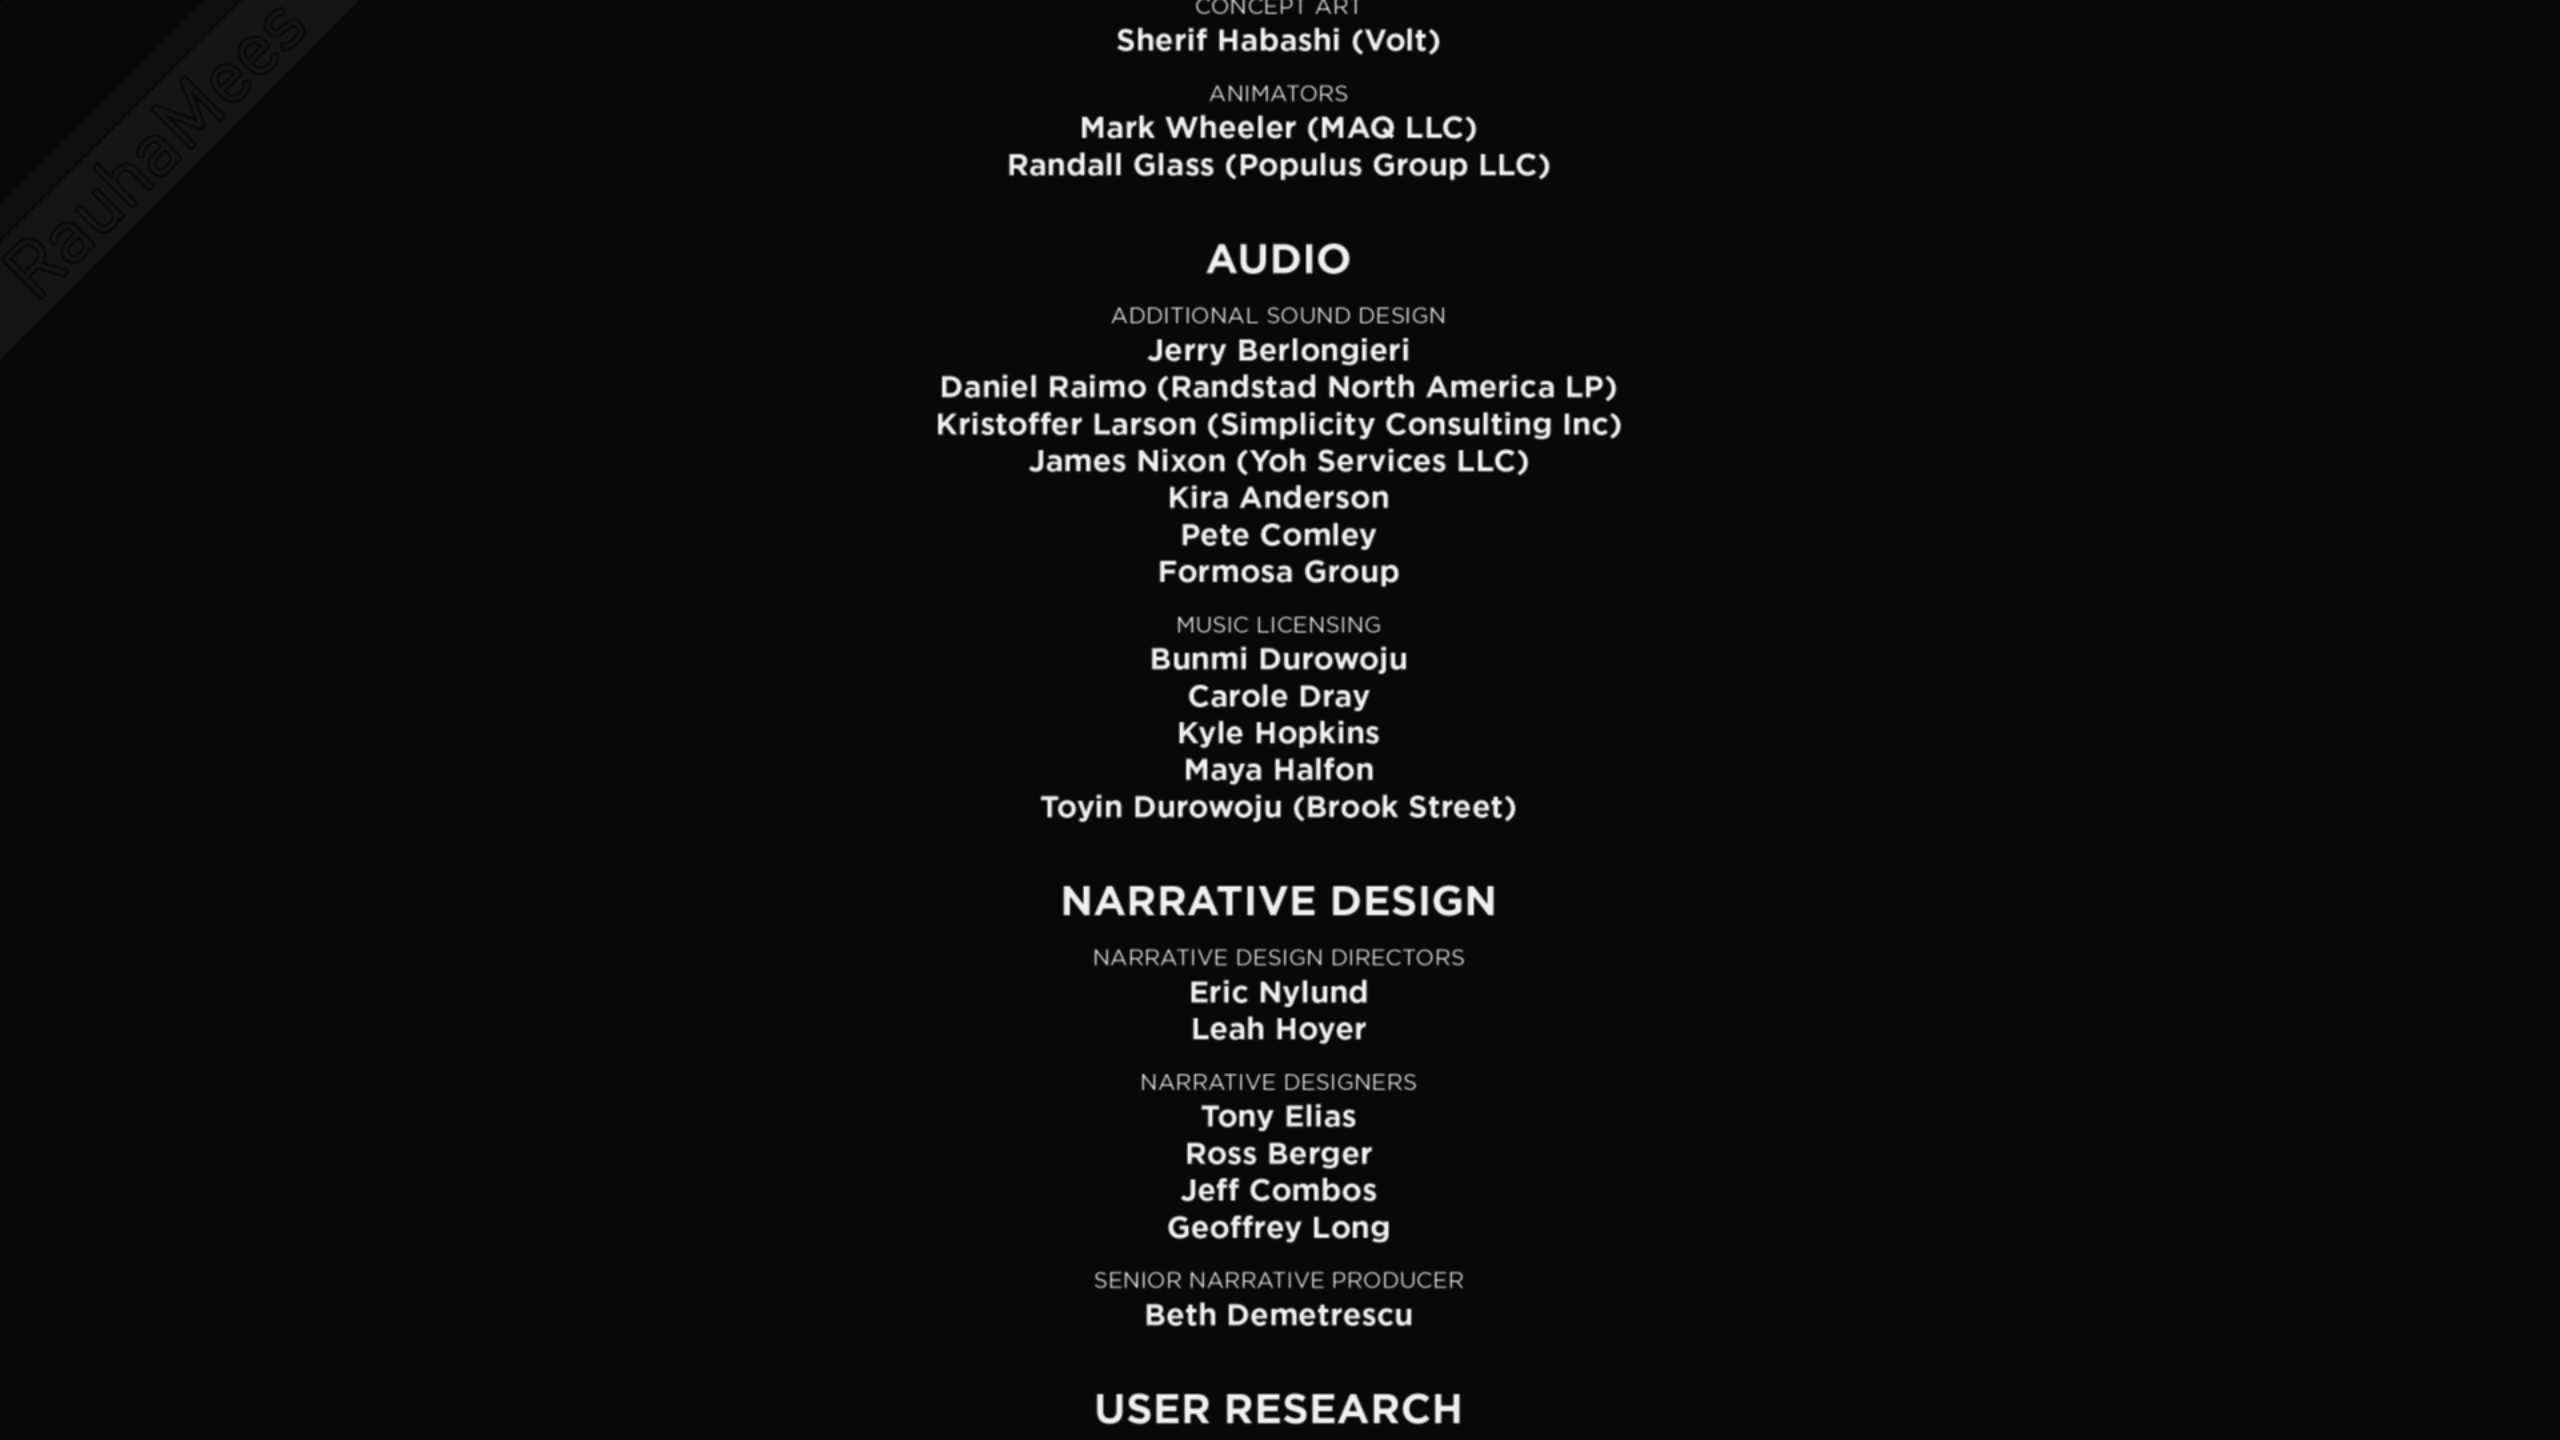 RauhaMees
CONCEPT ART
Sherif Habashi (Volt)
ANIMATORS
Mark Wheeler (MAQ LLC)
Randall Glass (Populus Group LLC)
AUDIO
ADDITIONAL SOUND DESIGN
Jerry Berlongieri
Daniel Raimo (Randstad North America LP)
Kristoffer Larson (Simplicity Consulting Inc)
James Nixon (Yoh Services LLC)
Kira Anderson
Pete Comley
Formosa Group
MUSIC LICENSING
Bunmi Durowoju
Carole Dray
Kyle Hopkins
Maya Halfon
Toyin Durowoju (Brook Street)
NARRATIVE DESIGN
NARRATIVE DESIGN DIRECTORS
Eric Nylund
Leah Hoyer
NARRATIVE DESIGNERS
Tony Elias
Ross Berger
Jeff Combos
Geoffrey Long
SENIOR NARRATIVE PRODUCER
Beth Demetrescu
USER RESEARCH